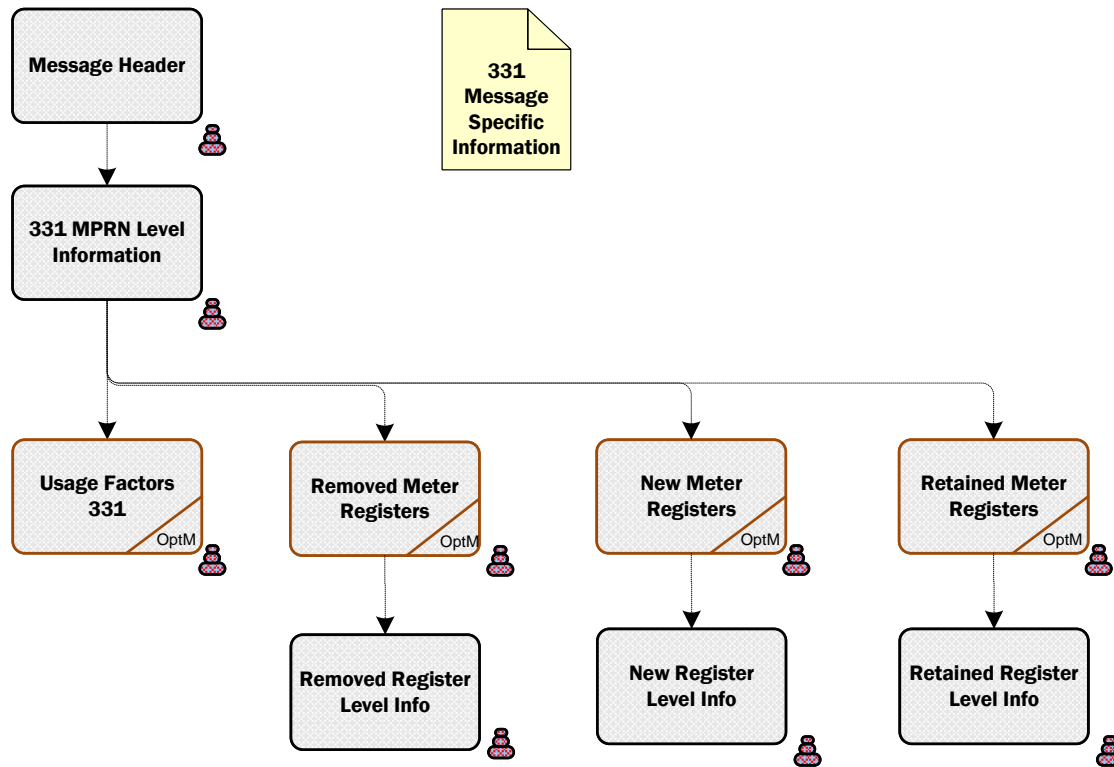 Message Header
331
Message
Specific
Information
331 MPRN Level
Information
Usage Factors
331
OptM
Removed Meter
Registers
OptM
New Meter
Registers
OptM
Retained Meter
Registers
OptM
Removed Register
Level Info
New Register
Level Info
Retained Register
Level Info